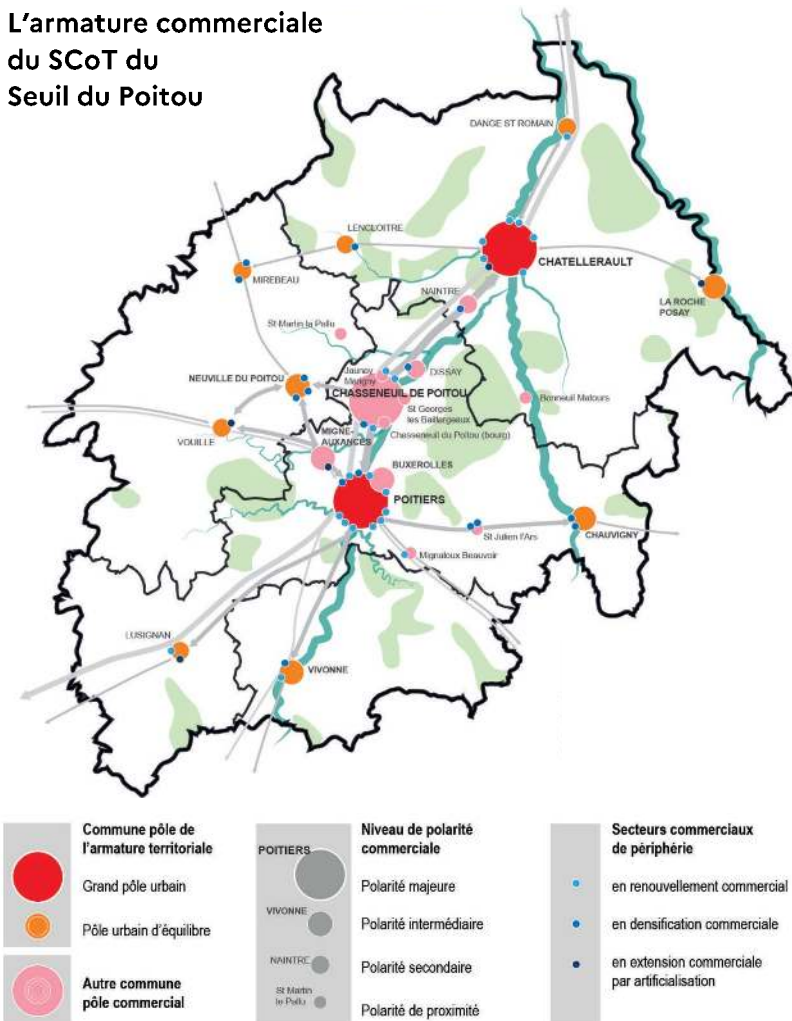 L'armature commerciale
du SCoT du
Seuil du Poitou
DANGE ST ROMAIN
LENCLOITRE
CHATELLERAULT
MIREBEAU
NAINTRE
LA ROCHE
POSAY
St Martin la Pallu
NEUVILLE DU POITOU
Jaunay
Marigny
DISSAY
CHASSENEUIL DE POITOU
Bonneuil Matours
St Georges
les Baillargeaux
VOUILLE
MIGNE-
AUXANCES
Chasseneuil du Poitou (bourg)
BUXEROLLES
POITIERS
St Julien l'Ars
CHAUVIGNY
Mignaloux Beauvoir
LUSIGNAN
VIVONNE
Commune pôle de
l'armature territoriale
Grand pôle urbain
Pôle urbain d'équilibre
Autre commune
pôle commercial
Niveau de polarité
commerciale
POITIERS
Polarité majeure
VIVONNE
Polarité intermédiaire
NAINTRE
Polarité secondaire
St Martin
la Pallu
Polarité de proximité
Secteurs commerciaux
de périphérie
en renouvellement commercial
en densification commerciale
en extension commerciale
par artificialisation